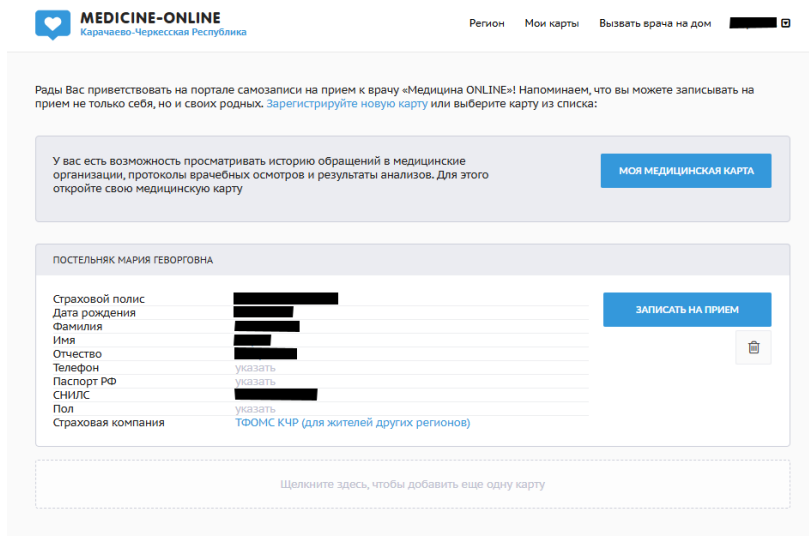 MEDICINE-ONLINE
Карачаево-Черкесская Республика
Регион Мои карты Вызвать врача на дом
Рады Вас приветствовать на портале самозаписи на прием к врачу «Медицина ONLINE»! Напоминаем, что вы можете записывать на
прием не только себя, но и своих родных. Зарегистрируйте новую карту или выберите карту из списка:
У вас есть возможность просматривать историю обращений в медицинские
организации, протоколы врачебных осмотров и результаты анализов. Для этого
откройте свою медицинскую карту
МОЯ МЕДИЦИНСКАЯ КАРТА
ПОСТЕЛЬНЯК МАРИЯ ГЕВОРГОВНА
Страховой полис
Дата рождения
Фамилия
Имя
Отчество
Телефон указать
Паспорт РФ указать
СНИЛС
Пол указать
Страховая компания ТФОМС КЧР (для жителей других регионов)
ЗАПИСАТЬ НА ПРИЕМ
Щелкните здесь, чтобы добавить еще одну карту